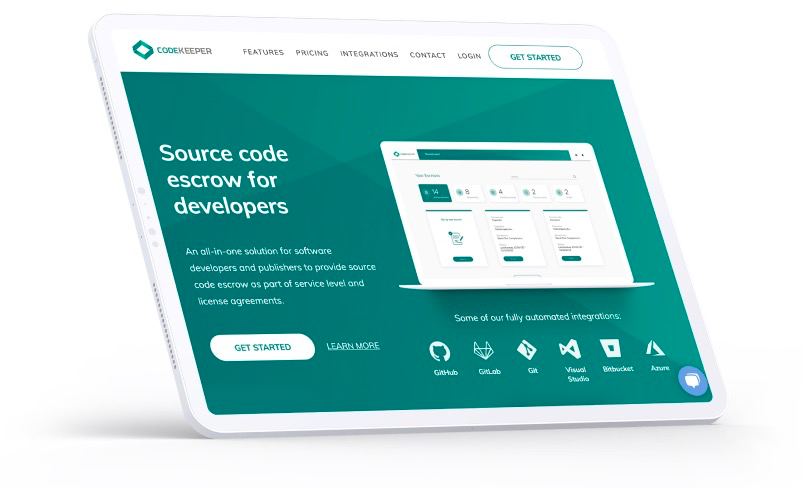 CODEKEEPER
FEATURES PRICING INTEGRATIONS CONTACT LOGIN GET STARTED
Source code
escrow for
developers
An all-in-one solution for software
developers and publishers to provide source
code escrow as part of service level and
license agreements.
GET STARTED LEARN MORE
14 8 4 2 2
Some of our fully automated integrations:
GitHub GitLab Git Visual Studio Bitbucket Azure